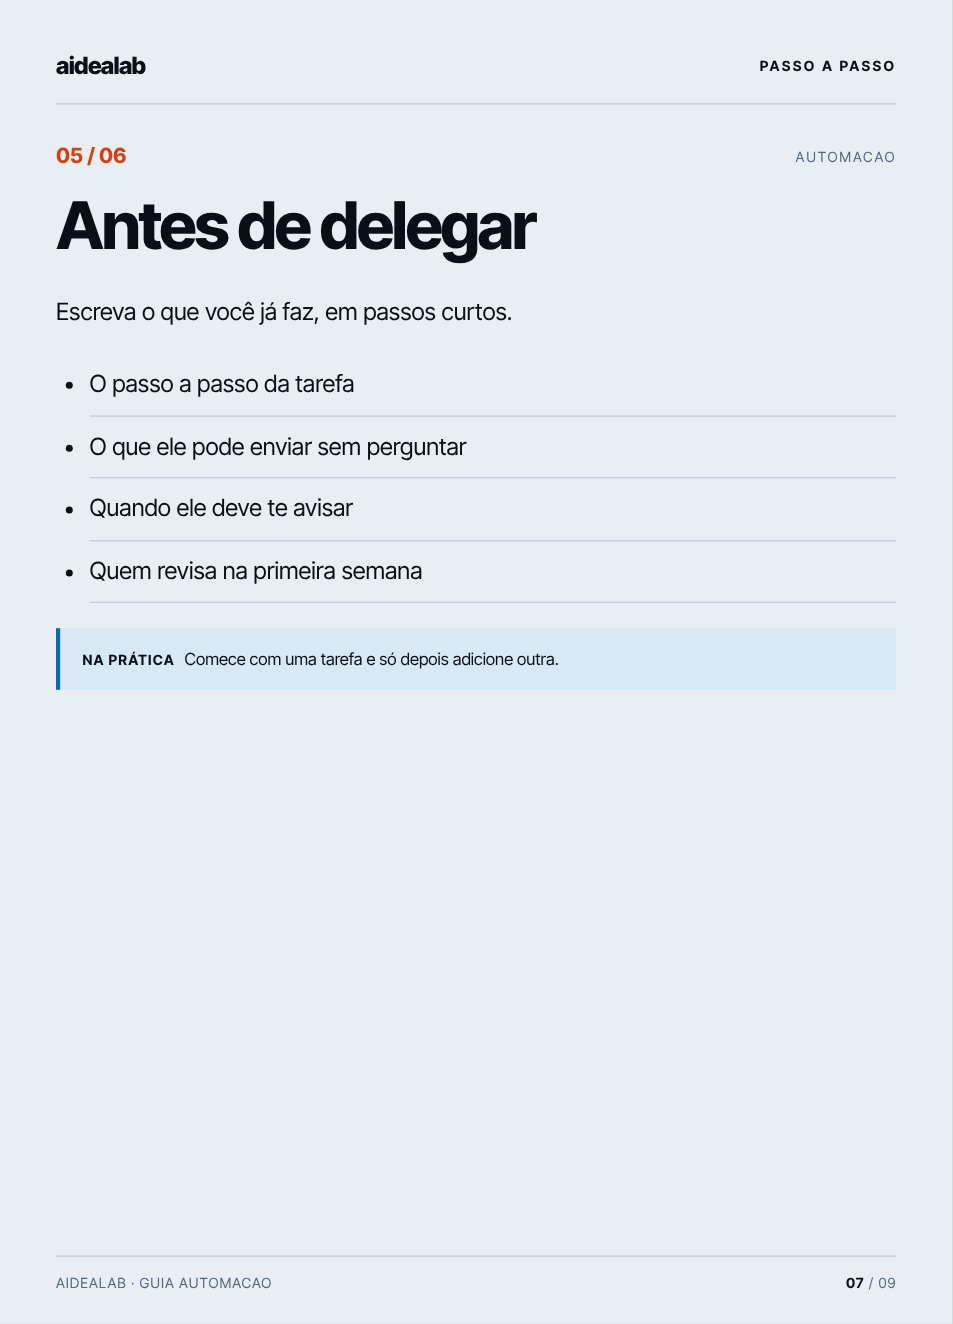 aidealab
PASSO A PASSO
05 / 06
AUTOMACAO
Antes de delegar
Escreva o que você já faz, em passos curtos.
• O passo a passo da tarefa
• O que ele pode enviar sem perguntar
• Quando ele deve te avisar
• Quem revisa na primeira semana
NA PRÁTICA Comece com uma tarefa e só depois adicione outra.
AIDEALAB · GUIA AUTOMACAO
07 / 09